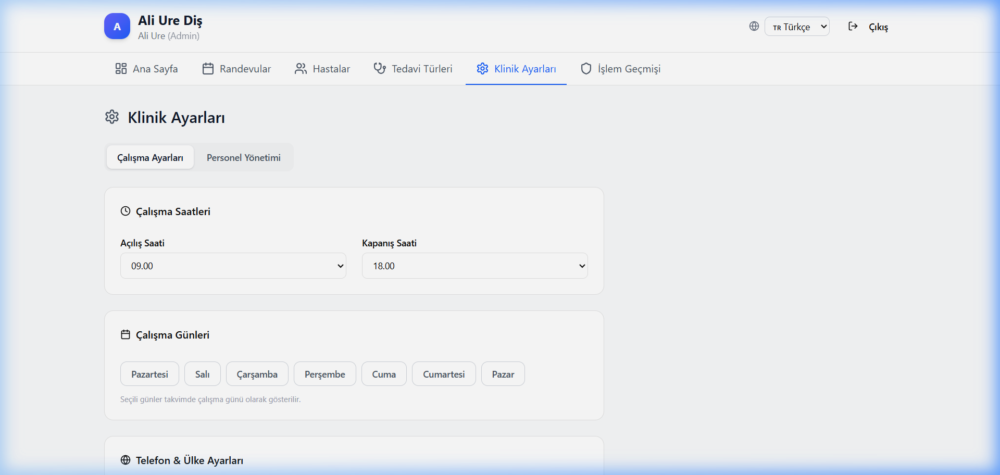 A
Ali Ure Diş
Ali Ure (Admin)
TR Türkçe
Çıkış
Ana Sayfa
Randevular
Hastalar
Tedavi Türleri
Klinik Ayarları
İşlem Geçmişi
Klinik Ayarları
Çalışma Ayarları
Personel Yönetimi
Çalışma Saatleri
Açılış Saati
Kapanış Saati
09.00
18.00
Çalışma Günleri
Pazartesi
Salı
Çarşamba
Perşembe
Cuma
Cumartesi
Pazar
Seçili günler takvimde çalışma günü olarak gösterilir.
Telefon & Ülke Ayarları